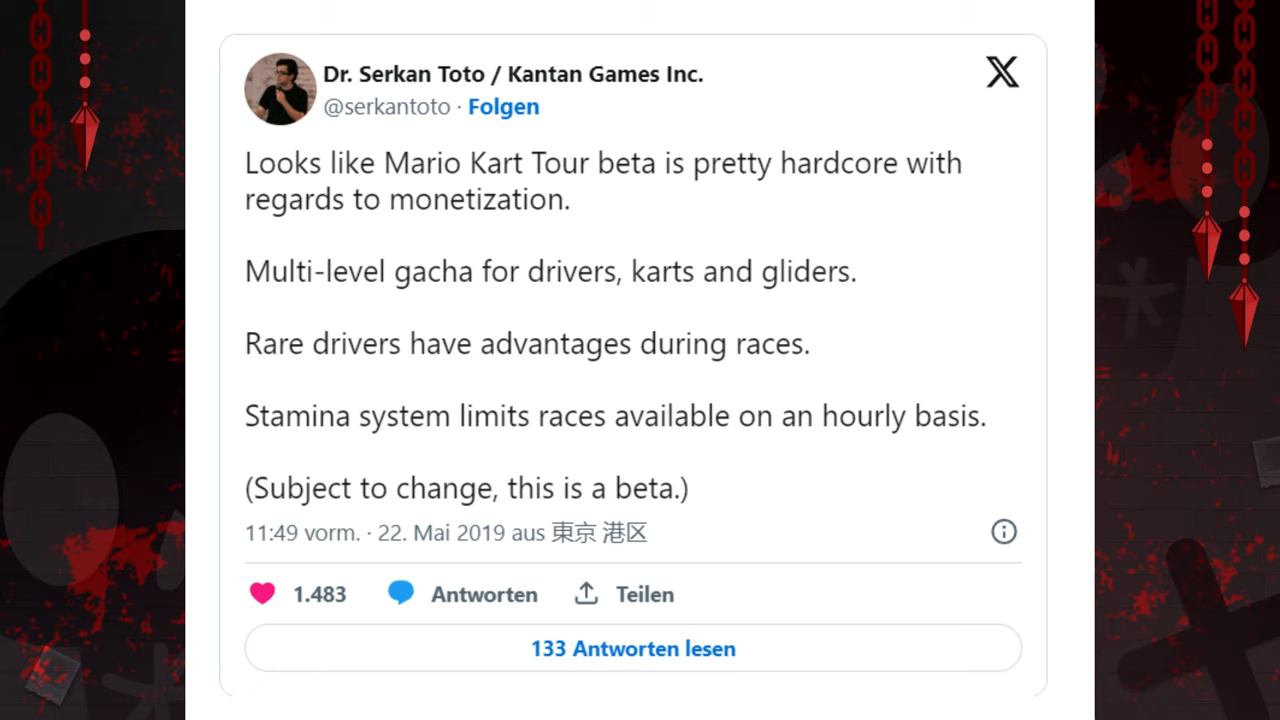 Dr. Serkan Toto / Kantan Games Inc.
@serkantoto · Folgen
Looks like Mario Kart Tour beta is pretty hardcore with
regards to monetization.
Multi-level gacha for drivers, karts and gliders.
Rare drivers have advantages during races.
Stamina system limits races available on an hourly basis.
(Subject to change, this is a beta.)
11:49 vorm. · 22. Mai 2019 aus 東京 港区
1.483 Antworten Teilen
133 Antworten lesen